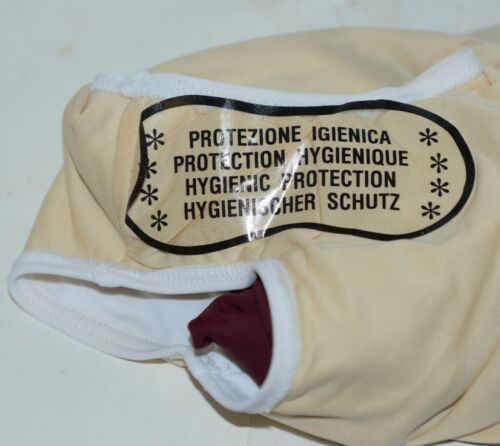 PROTEZIONE IGIENICA
PROTECTION HYGIENIQUE
HYGIENIC PROTECTION
HYGIENISCHER SCHUTZ